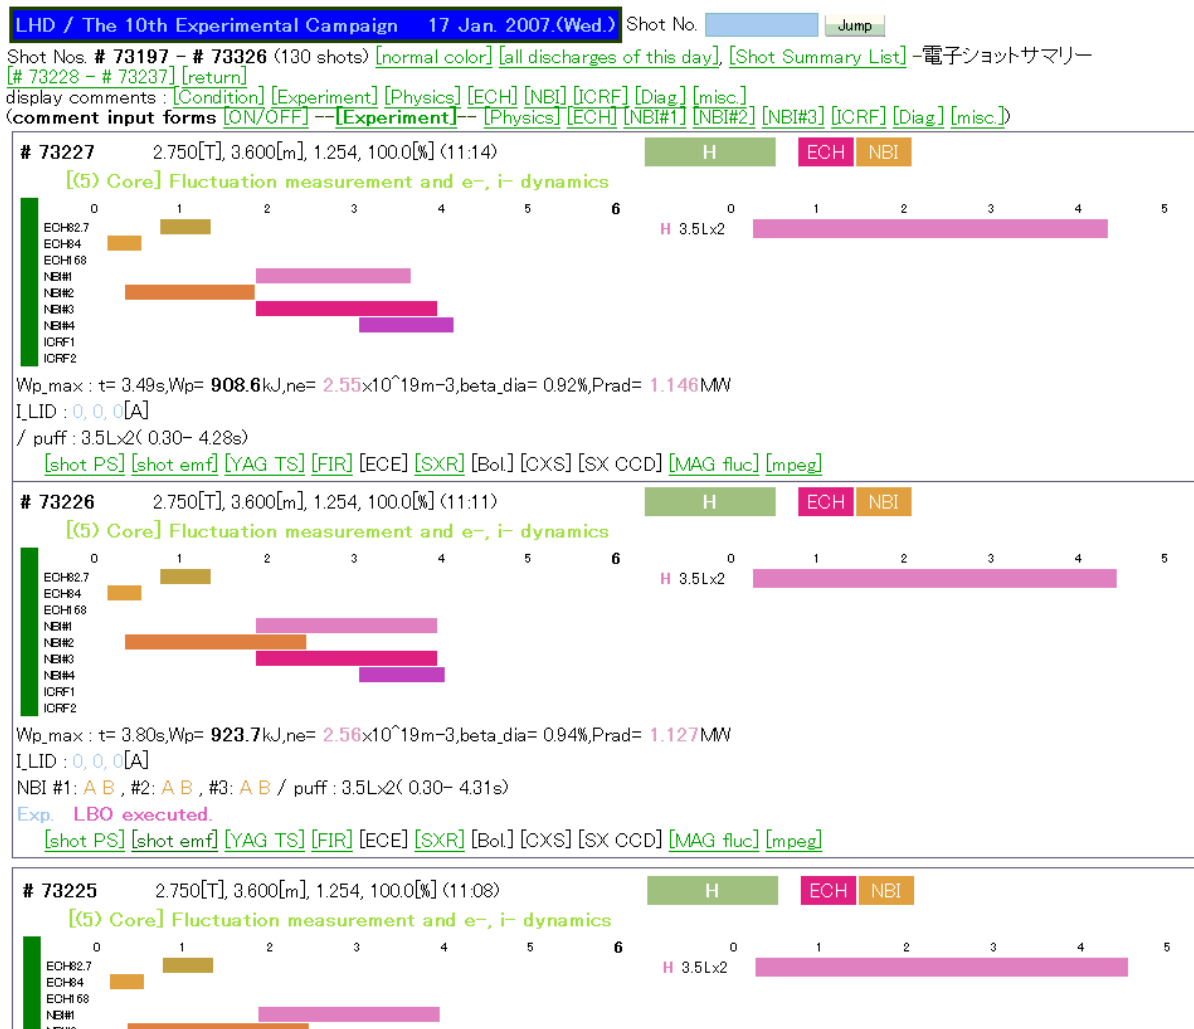 LHD / The 10th Experimental Campaign 17 Jan. 2007.(Wed.) Shot No. Jump
Shot Nos. # 73197 - # 73326 (130 shots) [normal color] [all discharges of this day], [Shot Summary List] -電子ショットサマリー
[# 73228 - # 73237] [return]
display comments : [Condition] [Experiment] [Physics] [ECH] [NBI] [ICRF] [Diag.] [misc.]
(comment input forms [ON/OFF] --[Experiment]-- [Physics] [ECH] [NBI#1] [NBI#2] [NBI#3] [ICRF] [Diag.] [misc.])
# 73227 2.750[T], 3.600[m], 1.254, 100.0[%] (11:14) H ECH NBI
[(5) Core] Fluctuation measurement and e-, i- dynamics
0 1 2 3 4 5 6 0 1 2 3 4 5
ECH82.7 H 3.5Lx2
ECH84
ECH168
NBI#1
NBI#2
NBI#3
NBI#4
ICRF1
ICRF2
Wp_max : t= 3.49s,Wp= 908.6kJ,ne= 2.55x10^19m-3,beta_dia= 0.92%,Prad= 1.146MW
I_LID : 0, 0, 0[A]
/ puff : 3.5Lx2( 0.30- 4.28s)
[shot PS] [shot emf] [YAG TS] [FIR] [ECE] [SXR] [Bol.] [CXS] [SX CCD] [MAG fluc] [mpeg]
# 73226 2.750[T], 3.600[m], 1.254, 100.0[%] (11:11) H ECH NBI
[(5) Core] Fluctuation measurement and e-, i- dynamics
0 1 2 3 4 5 6 0 1 2 3 4 5
ECH82.7 H 3.5Lx2
ECH84
ECH168
NBI#1
NBI#2
NBI#3
NBI#4
ICRF1
ICRF2
Wp_max : t= 3.80s,Wp= 923.7kJ,ne= 2.56x10^19m-3,beta_dia= 0.94%,Prad= 1.127MW
I_LID : 0, 0, 0[A]
NBI #1: A B , #2: A B , #3: A B / puff : 3.5Lx2( 0.30- 4.31s)
Exp. LBO executed.
[shot PS] [shot emf] [YAG TS] [FIR] [ECE] [SXR] [Bol.] [CXS] [SX CCD] [MAG fluc] [mpeg]
# 73225 2.750[T], 3.600[m], 1.254, 100.0[%] (11:08) H ECH NBI
[(5) Core] Fluctuation measurement and e-, i- dynamics
0 1 2 3 4 5 6 0 1 2 3 4 5
ECH82.7 H 3.5Lx2
ECH84
ECH168
NBI#1